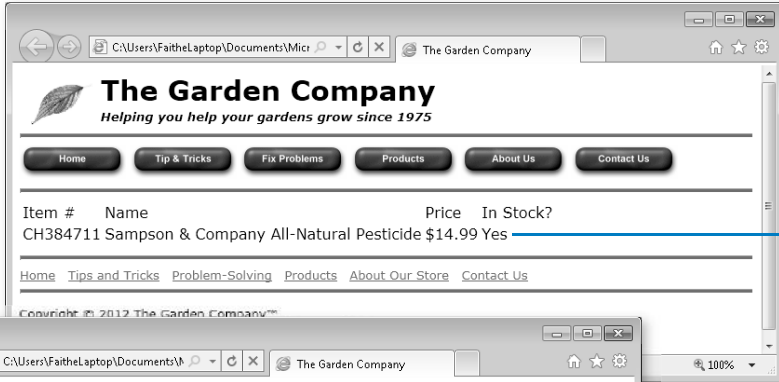 C:\Users\FaitheLaptop\Documents\Micr
The Garden Company
The Garden Company
Helping you help your gardens grow since 1975
Home Tip & Tricks Fix Problems Products About Us Contact Us
Item # Name Price In Stock?
CH384711 Sampson & Company All-Natural Pesticide $14.99 Yes
Home Tips and Tricks Problem-Solving Products About Our Store Contact Us
Copyright © 2012 The Garden Company™
C:\Users\FaitheLaptop\Documents\M
The Garden Company
100%